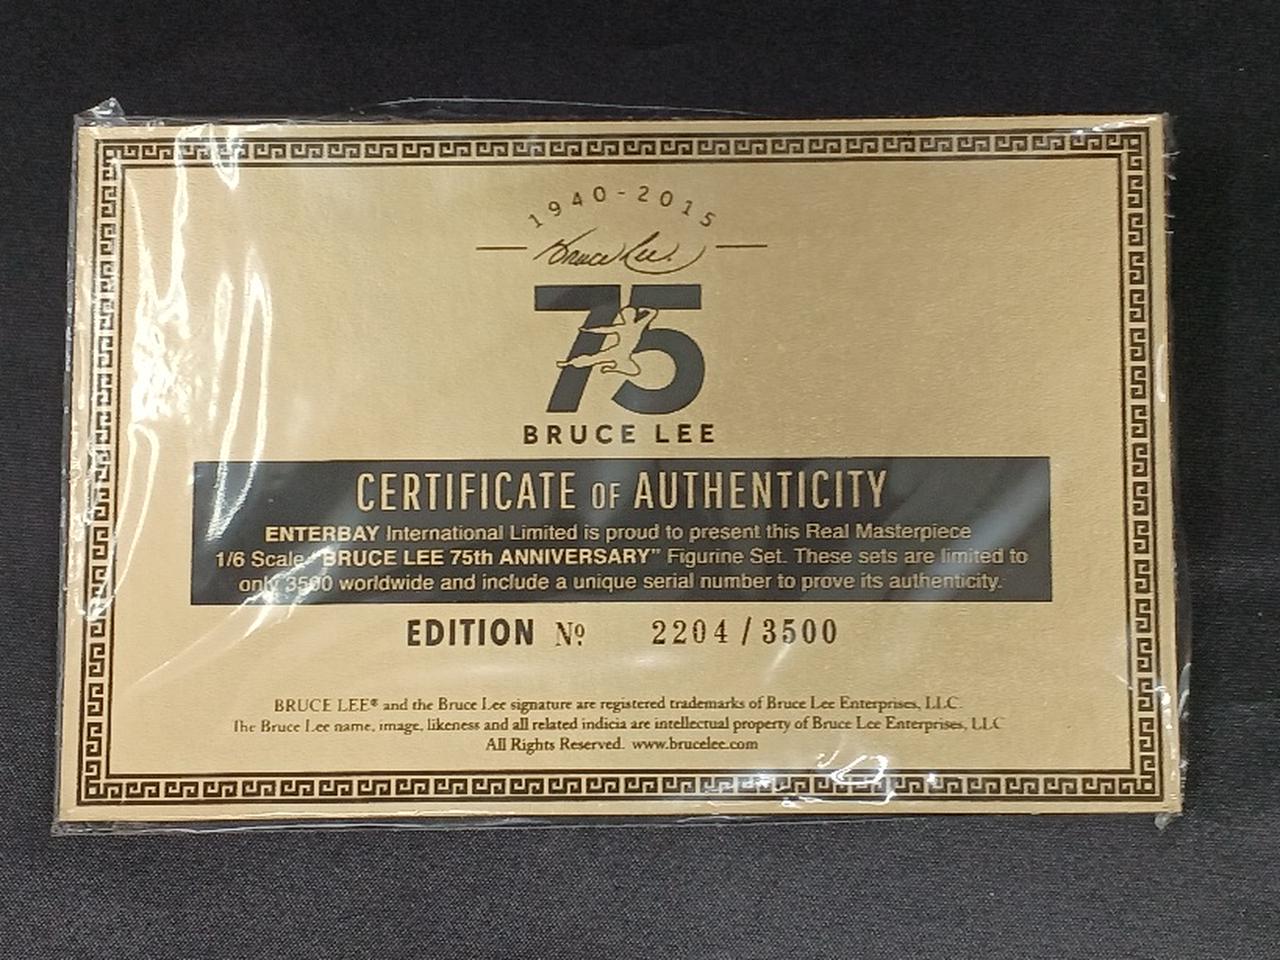 1940-2015
Bruce Lee
75
BRUCE LEE
CERTIFICATE OF AUTHENTICITY
ENTERBAY International Limited is proud to present this Real Masterpiece
1/6 Scale "BRUCE LEE 75th ANNIVERSARY" Figurine Set. These sets are limited to
only 3500 worldwide and include a unique serial number to prove its authenticity.
EDITION № 2204/3500
BRUCE LEE® and the Bruce Lee signature are registered trademarks of Bruce Lee Enterprises, LLC.
The Bruce Lee name, image, likeness and all related indicia are intellectual property of Bruce Lee Enterprises, LLC
All Rights Reserved. www.brucelee.com